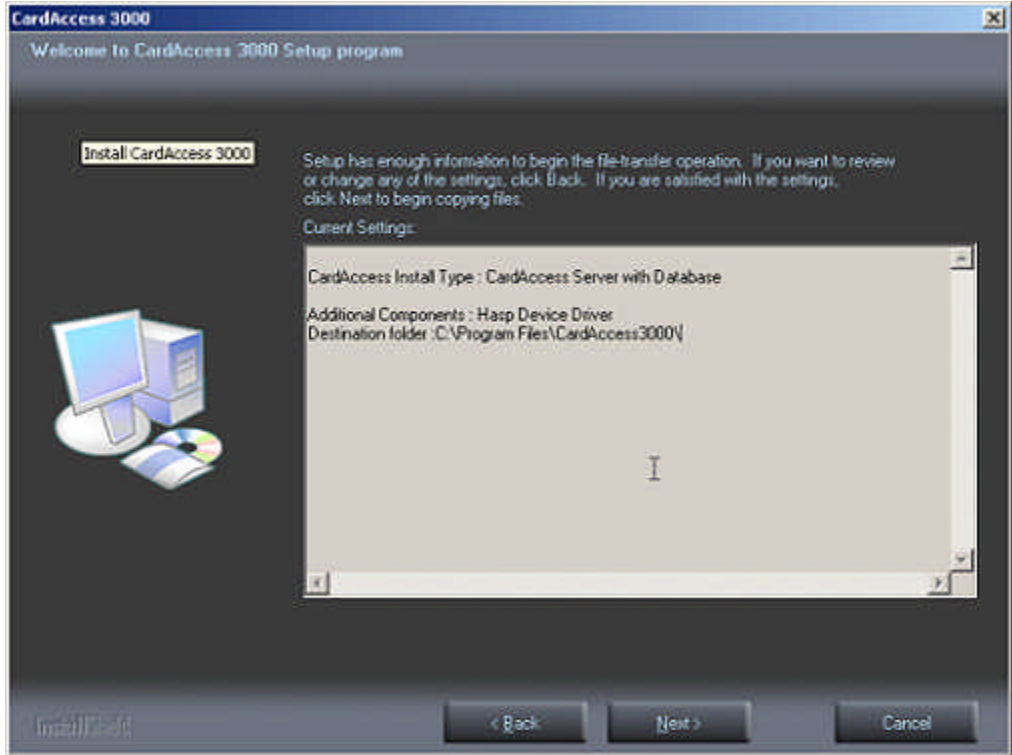 CardAccess 3000
Welcome to CardAccess 3000 Setup program
Install CardAccess 3000
Setup has enough information to begin the file-transfer operation. If you want to review
or change any of the settings, click Back. If you are satisfied with the settings,
click Next to begin copying files.
Current Settings:
CardAccess Install Type : CardAccess Server with Database
Additional Components : Hasp Device Driver
Destination folder :C:\Program Files\CardAccess3000\
InstallShield
< Back
Next >
Cancel